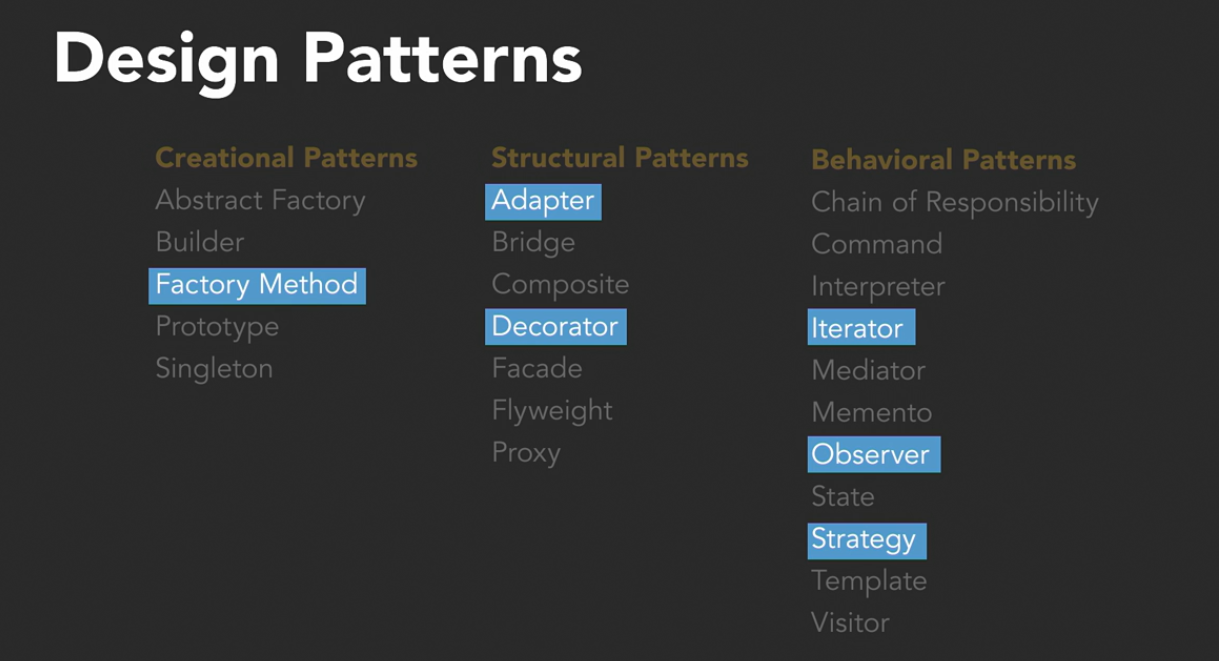 Design Patterns
Creational Patterns
Abstract Factory
Builder
Factory Method
Prototype
Singleton
Structural Patterns
Adapter
Bridge
Composite
Decorator
Facade
Flyweight
Proxy
Behavioral Patterns
Chain of Responsibility
Command
Interpreter
Iterator
Mediator
Memento
Observer
State
Strategy
Template
Visitor